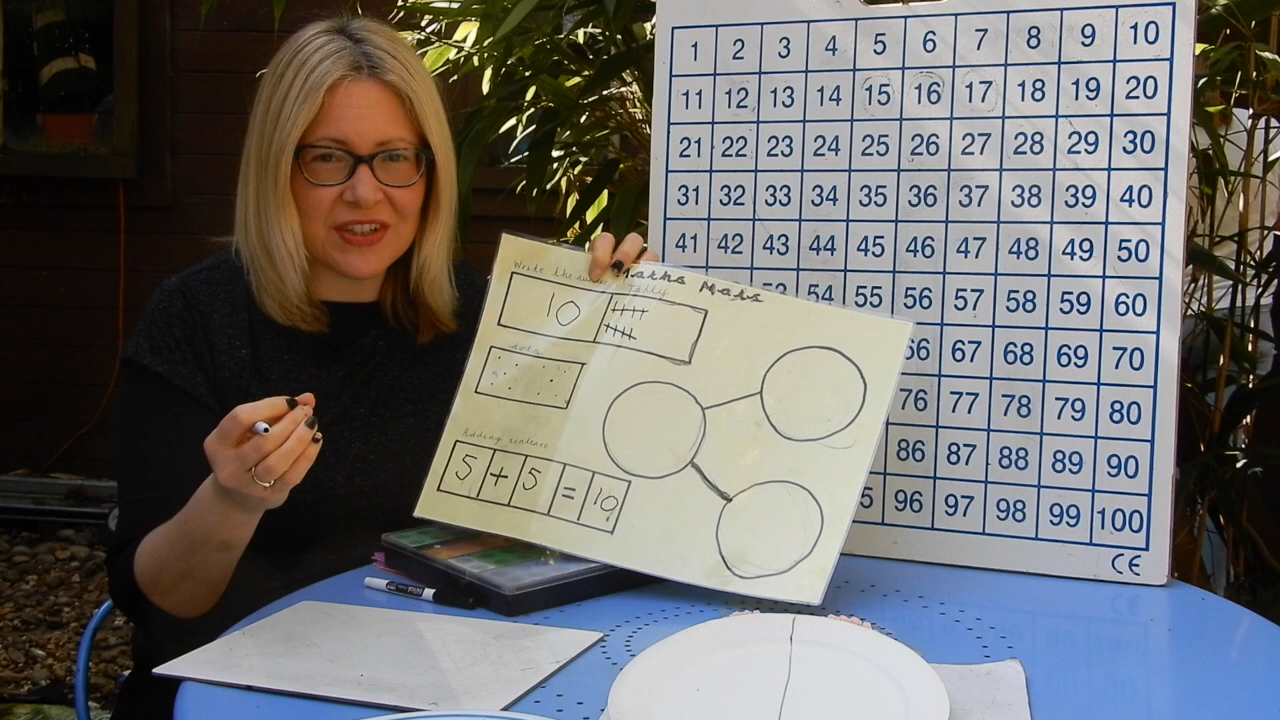 Maths Mats
Write the number Tally
10
dots
Adding sentence
5 + 5 = 10
1 2 3 4 5 6 7 8 9 10
11 12 13 14 15 16 17 18 19 20
21 22 23 24 25 26 27 28 29 30
31 32 33 34 35 36 37 38 39 40
41 42 43 44 45 46 47 48 49 50
54 55 56 57 58 59 60
66 67 68 69 70
76 77 78 79 80
86 87 88 89 90
96 97 98 99 100
CE